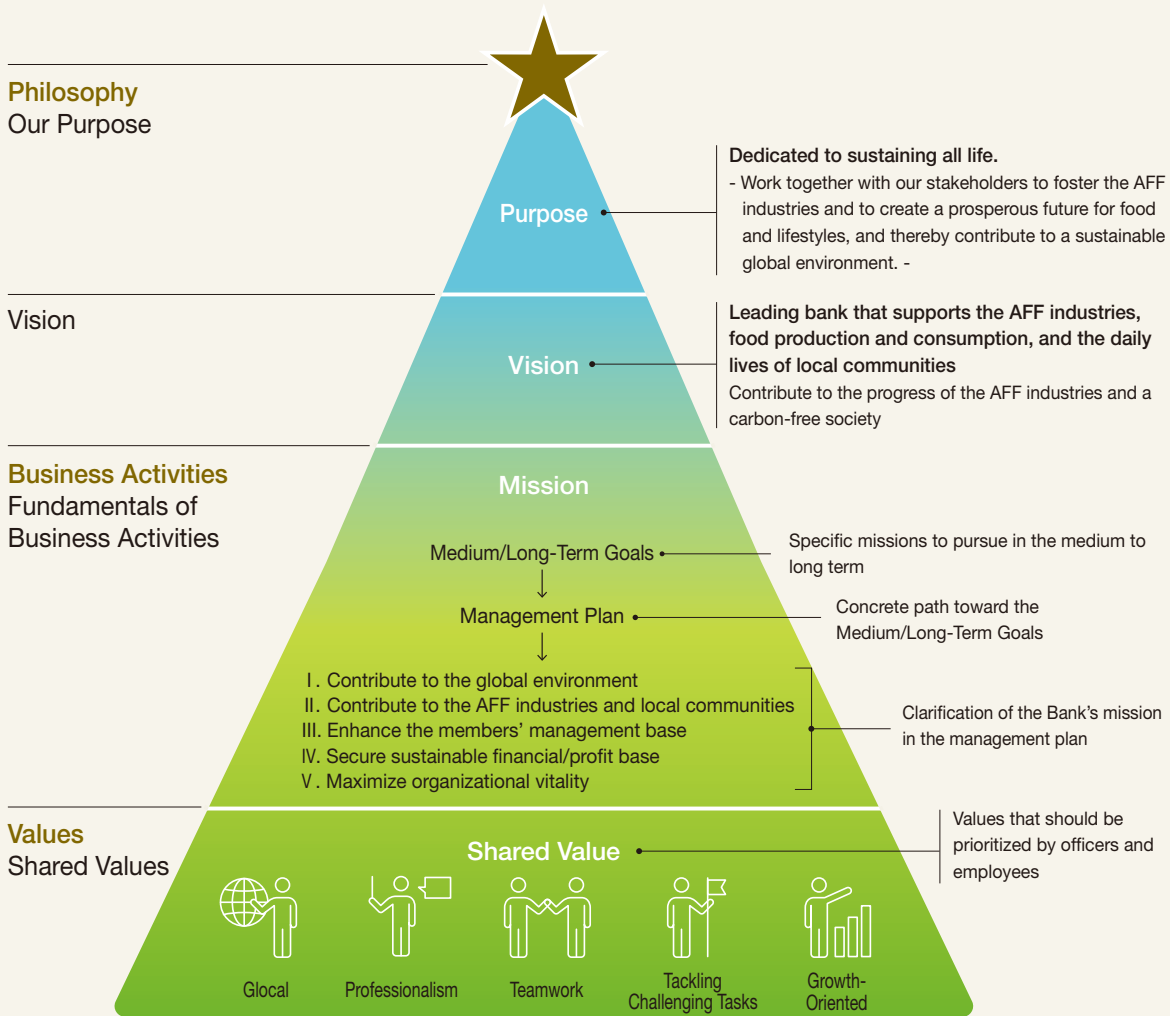 Philosophy
Our Purpose
Purpose
Dedicated to sustaining all life.
- Work together with our stakeholders to foster the AFF
industries and to create a prosperous future for food
and lifestyles, and thereby contribute to a sustainable
global environment. -
Vision
Vision
Leading bank that supports the AFF industries,
food production and consumption, and the daily
lives of local communities
Contribute to the progress of the AFF industries and a
carbon-free society
Business Activities
Fundamentals of
Business Activities
Mission
Medium/Long-Term Goals
Specific missions to pursue in the medium to
long term
Management Plan
Concrete path toward the
Medium/Long-Term Goals
I. Contribute to the global environment
II. Contribute to the AFF industries and local communities
III. Enhance the members' management base
IV. Secure sustainable financial/profit base
V. Maximize organizational vitality
Clarification of the Bank's mission
in the management plan
Values
Shared Values
Shared Value
Values that should be
prioritized by officers and
employees
Glocal
Professionalism
Teamwork
Tackling
Challenging Tasks
Growth-
Oriented